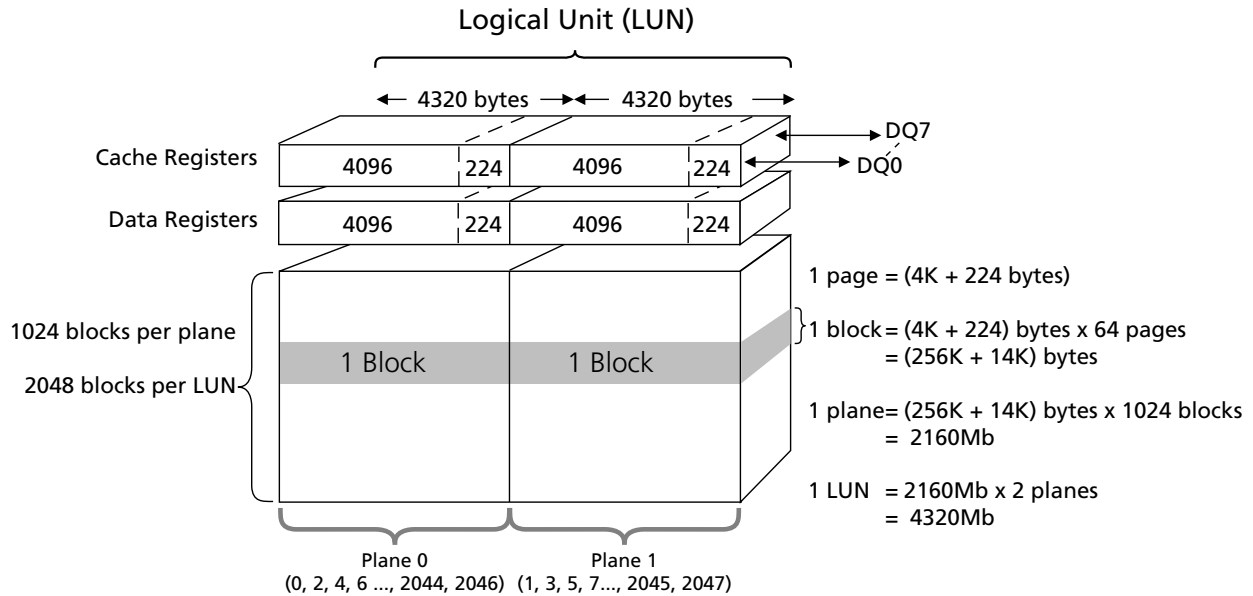 Logical Unit (LUN)
4320 bytes 4320 bytes
DQ7
Cache Registers 4096 224 4096 224 DQ0
Data Registers 4096 224 4096 224
1 page = (4K + 224 bytes)
1024 blocks per plane
1 Block 1 Block
1 block = (4K + 224) bytes x 64 pages
= (256K + 14K) bytes
2048 blocks per LUN
1 plane = (256K + 14K) bytes x 1024 blocks
= 2160Mb
1 LUN = 2160Mb x 2 planes
= 4320Mb
Plane 0
(0, 2, 4, 6 ..., 2044, 2046)
Plane 1
(1, 3, 5, 7..., 2045, 2047)